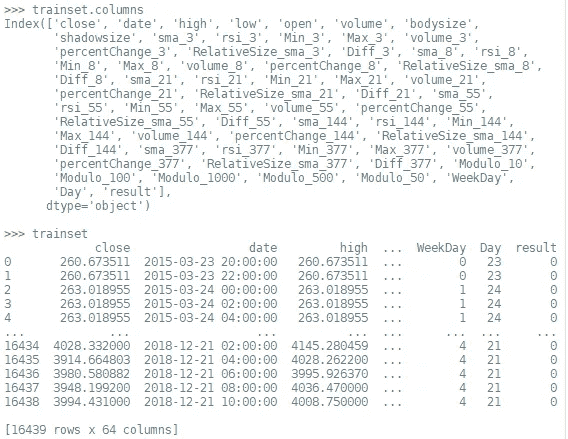 >>> trainset.columns
Index(['close', 'date', 'high', 'low', 'open', 'volume', 'bodysize',
       'shadowsize', 'sma_3', 'rsi_3', 'Min_3', 'Max_3', 'volume_3',
       'percentChange_3', 'RelativeSize_sma_3', 'Diff_3', 'sma_8', 'rsi_8',
       'Min_8', 'Max_8', 'volume_8', 'percentChange_8', 'RelativeSize_sma_8',
       'Diff_8', 'sma_21', 'rsi_21', 'Min_21', 'Max_21', 'volume_21',
       'percentChange_21', 'RelativeSize_sma_21', 'Diff_21', 'sma_55',
       'rsi_55', 'Min_55', 'Max_55', 'volume_55', 'percentChange_55',
       'RelativeSize_sma_55', 'Diff_55', 'sma_144', 'rsi_144', 'Min_144',
       'Max_144', 'volume_144', 'percentChange_144', 'RelativeSize_sma_144',
       'Diff_144', 'sma_377', 'rsi_377', 'Min_377', 'Max_377', 'volume_377',
       'percentChange_377', 'RelativeSize_sma_377', 'Diff_377', 'Modulo_10',
       'Modulo_100', 'Modulo_1000', 'Modulo_500', 'Modulo_50', 'WeekDay',
       'Day', 'result'],
      dtype='object')
>>> trainset
             close                date         high  ...  WeekDay  Day  result
0       260.673511 2015-03-23 20:00:00   260.673511  ...        0   23       0
1       260.673511 2015-03-23 22:00:00   260.673511  ...        0   23       0
2       263.018955 2015-03-24 00:00:00   263.018955  ...        1   24       0
3       263.018955 2015-03-24 02:00:00   263.018955  ...        1   24       0
4       263.018955 2015-03-24 04:00:00   263.018955  ...        1   24       0
...            ...                 ...          ...  ...      ...  ...     ...
16434  4028.332000 2018-12-21 02:00:00  4145.280459  ...        4   21       0
16435  3914.664803 2018-12-21 04:00:00  4028.262200  ...        4   21       0
16436  3980.580882 2018-12-21 06:00:00  3995.926370  ...        4   21       0
16437  3948.199200 2018-12-21 08:00:00  4036.470000  ...        4   21       0
16438  3994.431000 2018-12-21 10:00:00  4008.750000  ...        4   21       0
[16439 rows x 64 columns]